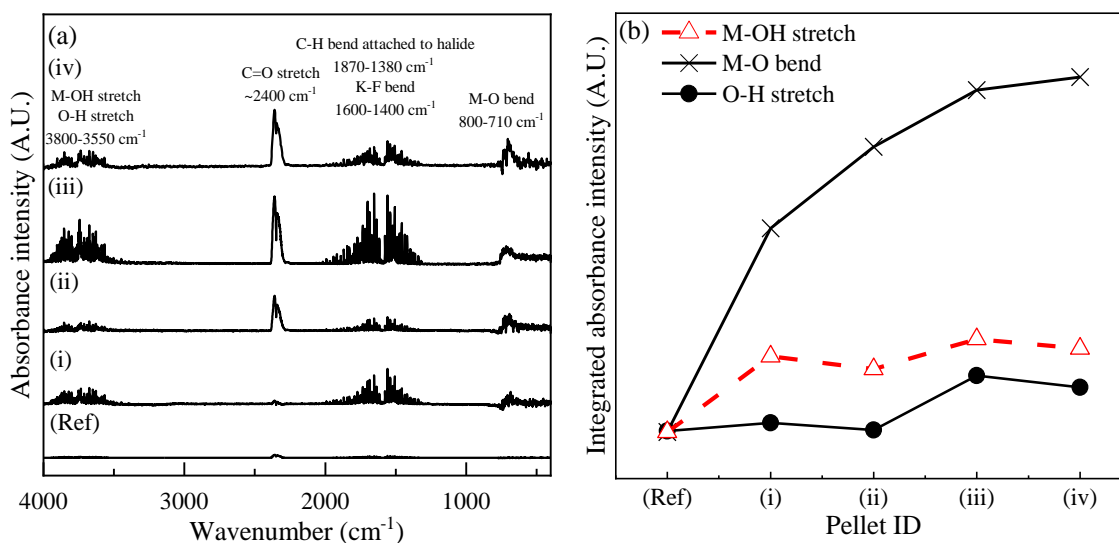 (a)
(iv)
C-H bend attached to halide
1870-1380 cm⁻¹
C=O stretch
~2400 cm⁻¹
K-F bend
1600-1400 cm⁻¹
M-OH stretch
O-H stretch
3800-3550 cm⁻¹
M-O bend
800-710 cm⁻¹
(iii)
(ii)
(i)
(Ref)
Absorbance intensity (A.U.)
4000
3000
2000
1000
Wavenumber (cm⁻¹)
(b)
M-OH stretch
M-O bend
O-H stretch
Integrated absorbance intensity (A.U.)
(Ref)
(i)
(ii)
(iii)
(iv)
Pellet ID